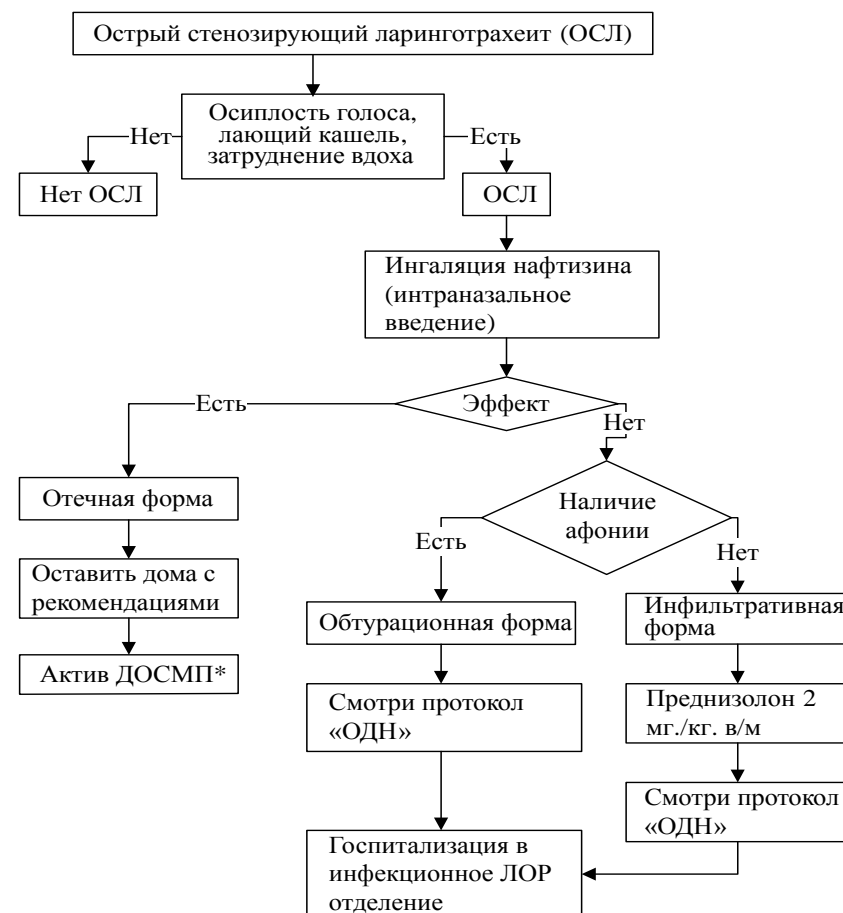 Острый стенозирующий ларинготрахеит (ОСЛ)
Осиплость голоса,
лающий кашель,
затруднение вдоха
Нет
Есть
Нет ОСЛ
ОСЛ
Ингаляция нафтизина
(интраназальное
введение)
Эффект
Есть
Нет
Отечная форма
Наличие
афонии
Есть
Нет
Оставить дома с
рекомендациями
Обтурационная форма
Инфильтративная
форма
Актив ДОСМП*
Смотри протокол
«ОДН»
Преднизолон 2
мг./кг. в/м
Смотри протокол
«ОДН»
Госпитализация в
инфекционное ЛОР
отделение